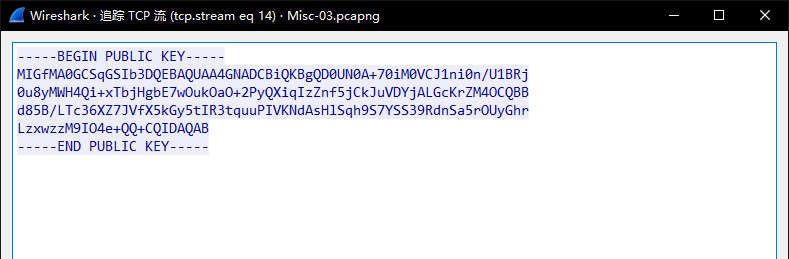 Wireshark · 追踪 TCP 流 (tcp.stream eq 14) · Misc-03.pcapng
-----BEGIN PUBLIC KEY-----
MIGfMA0GCSqGSIb3DQEBAQUAA4GNADCBiQKBgQD0UN0A+70iM0VCJ1ni0n/U1BRj
0u8yMWH4Qi+xTbjHgbE7wOukOaO+2PyQXiqIzZnf5jCkJuVDYjALGcKrZM4OCQBB
d85B/LTc36XZ7JVfX5kGy5tIR3tquuPIVKNdAsHlSqh9S7YSS39RdnSa5rOUyGhr
LzxwzzM9IO4e+QQ+CQIDAQAB
-----END PUBLIC KEY-----